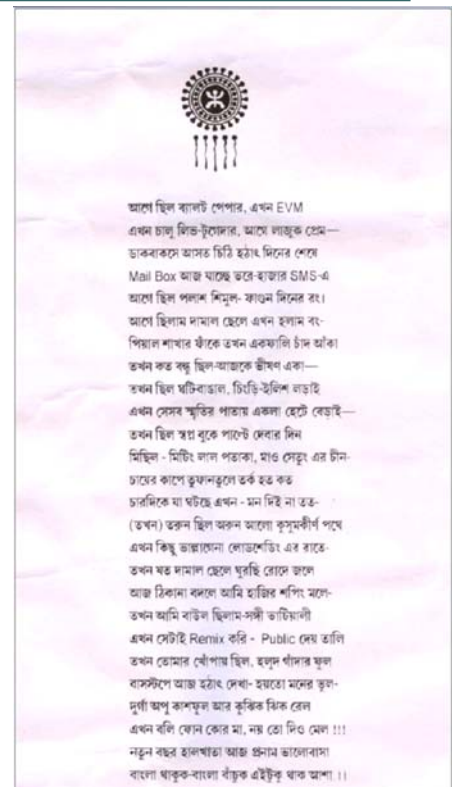 আগে ছিল ব্যালট পেপার, এখন EVM
এখন চালু লিভ-টুগেদার, আগে লাজুক প্রেম—
ডাকবাকসে আসত চিঠি হঠাৎ দিনের শেষে
Mail Box আজ যাচ্ছে ভরে-হাজার SMS-এ
আগে ছিল পলাশ শিমুল- ফাগুন দিনের রং।
আগে ছিলাম দামাল ছেলে এখন হলাম বং-
পিয়াল শাখার ফাঁকে তখন একফালি চাঁদ আঁকা
তখন কত বন্ধু ছিল-আজকে ভীষণ একা—
তখন ছিল ঘটিবাঙাল, চিংড়ি-ইলিশ লড়াই
এখন সেসব স্মৃতির পাতায় একলা হেটে বেড়াই—
তখন ছিল স্বপ্ন বুকে পাল্টে দেবার দিন
মিছিল - মিটিং লাল পতাকা, মাও সেতুং এর চীন-
চায়ের কাপে তুফানতুলে তর্ক হত কত
চারদিকে যা ঘটছে এখন - মন দিই না তত-
(তখন) তরুন ছিল অরুন আলো কুসুমকীর্ণ পথে
এখন কিছু ভাল্লাগেনা লোডশেডিং এর রাতে-
তখন যত দামাল ছেলে ঘুরছি রোদে জলে
আজ ঠিকানা বদলে আমি হাজির শপিং মলে-
তখন আমি বাউল ছিলাম-সঙ্গী ভাটিয়ালী
এখন সেটাই Remix করি - Public দেয় তালি
তখন তোমার খোঁপায় ছিল, হলুদ গাঁদার ফুল
বাসস্টপে আজ হঠাৎ দেখা- হয়তো মনের ভুল-
দুর্গা অপু কাশফুল আর কুঝিক ঝিক রেল
এখন বলি ফোন কোর মা, নয় তো দিও মেল !!!
নতুন বছর হালখাতা আজ প্রনাম ভালোবাসা
বাংলা থাকুক-বাংলা বাঁচুক এইটুকু থাক আশা ।।